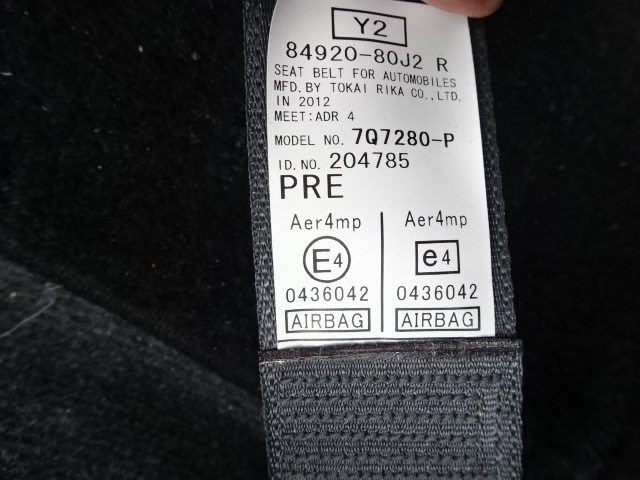 Y2
84920-80J2 R
SEAT BELT FOR AUTOMOBILES
MFD. BY TOKAI RIKA CO., LTD.
IN 2012
MEET: ADR 4
MODEL NO. 7Q7280-P
ID. NO. 204785
PRE
Aer4mp Aer4mp
E4 e4
0436042 0436042
AIRBAG AIRBAG